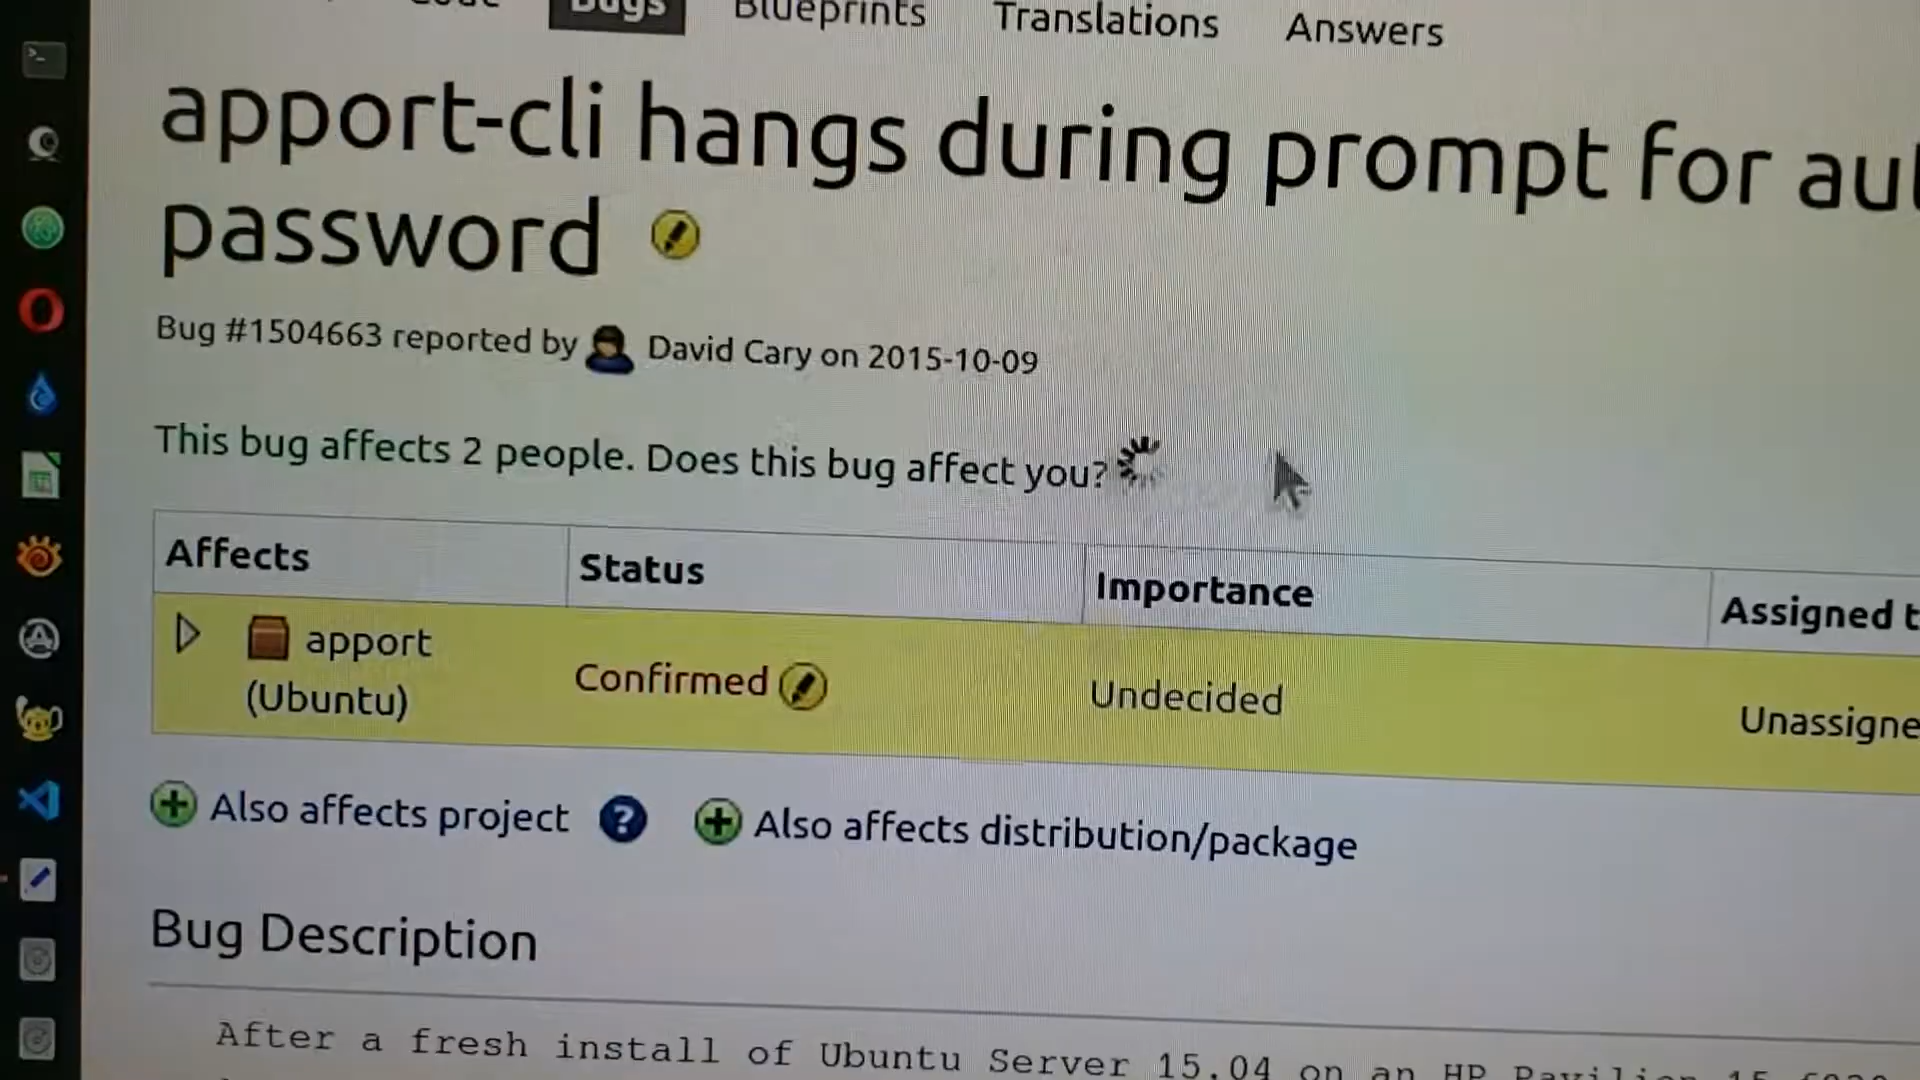 Bugs Blueprints Translations Answers
apport-cli hangs during prompt for
password
Bug #1504663 reported by David Cary on 2015-10-09
This bug affects 2 people. Does this bug affect you?
Affects Status Importance Assigned
apport
(Ubuntu) Confirmed Undecided
Also affects project Also affects distribution/package
Bug Description
After a fresh install of Ubuntu Server 15.04 on an HP Pavilion